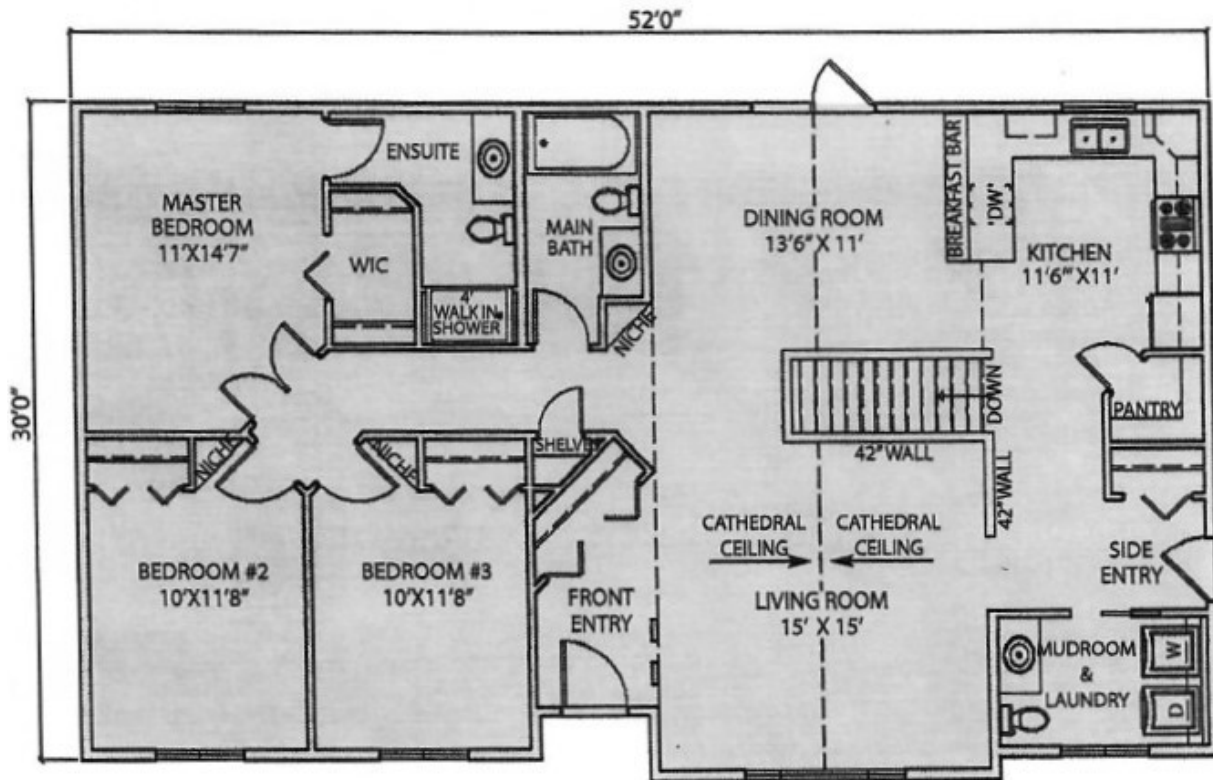 52'0"
30'0"
MASTER
BEDROOM
11'X14'7"
ENSUITE
WIC
4'
WALK IN
SHOWER
MAIN
BATH
NICHE
DINING ROOM
13'6" X 11'
BREAKFAST BAR
'DW'
KITCHEN
11'6'" X11'
DOWN
PANTRY
42" WALL
42" WALL
NICHE
NICHE
SHELVES
BEDROOM #2
10'X11'8"
BEDROOM #3
10'X11'8"
FRONT
ENTRY
CATHEDRAL
CEILING
CATHEDRAL
CEILING
LIVING ROOM
15' X 15'
SIDE
ENTRY
MUDROOM
&
LAUNDRY
W
D